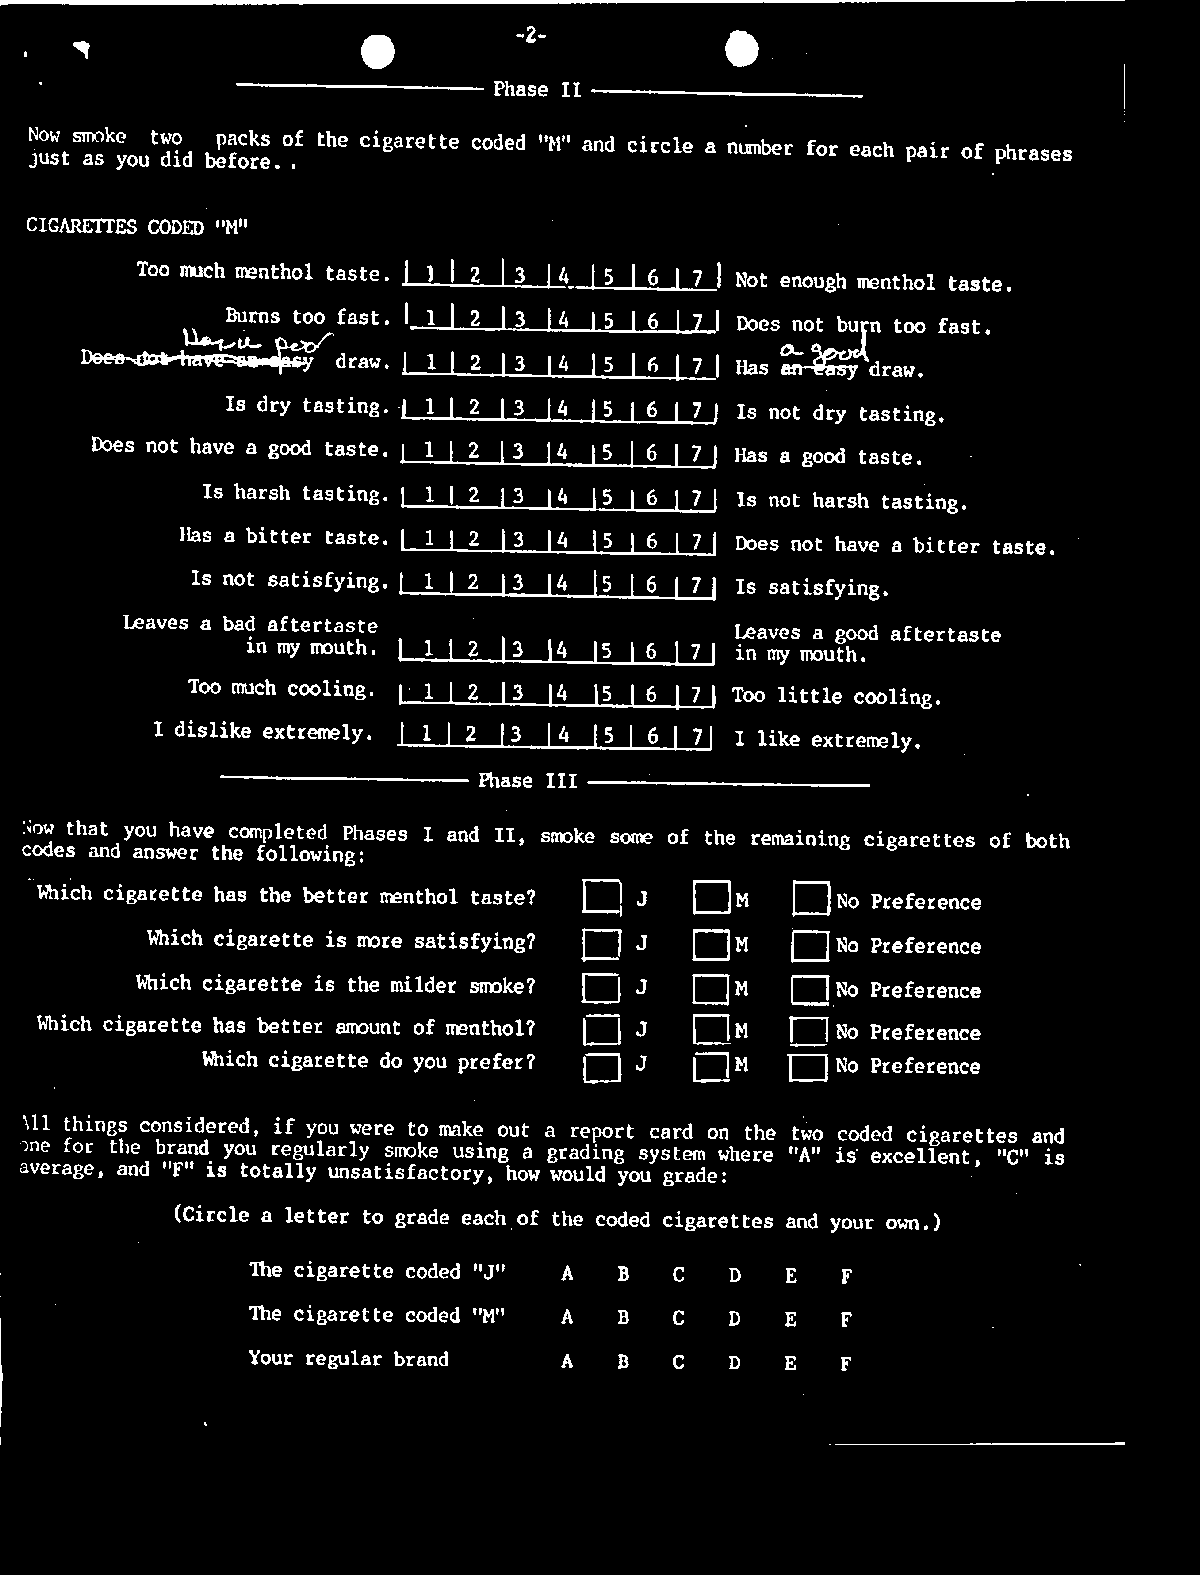 -2-
Phase II
Now smoke two packs of the cigarette coded "M" and circle a number for each pair of phrases
just as you did before. .
CIGARETTES CODED "M"
Too much menthol taste. | 1 | 2 | 3 | 4 | 5 | 6 | 7 | Not enough menthol taste.
Burns too fast. | 1 | 2 | 3 | 4 | 5 | 6 | 7 | Does not burn too fast.
a good
Does not have an easy draw. | 1 | 2 | 3 | 4 | 5 | 6 | 7 | Has an easy draw.
Is dry tasting. | 1 | 2 | 3 | 4 | 5 | 6 | 7 | Is not dry tasting.
Does not have a good taste. | 1 | 2 | 3 | 4 | 5 | 6 | 7 | Has a good taste.
Is harsh tasting. | 1 | 2 | 3 | 4 | 5 | 6 | 7 | Is not harsh tasting.
Has a bitter taste. | 1 | 2 | 3 | 4 | 5 | 6 | 7 | Does not have a bitter taste.
Is not satisfying. | 1 | 2 | 3 | 4 | 5 | 6 | 7 | Is satisfying.
Leaves a bad aftertaste Leaves a good aftertaste
in my mouth. | 1 | 2 | 3 | 4 | 5 | 6 | 7 | in my mouth.
Too much cooling. | 1 | 2 | 3 | 4 | 5 | 6 | 7 | Too little cooling.
I dislike extremely. | 1 | 2 | 3 | 4 | 5 | 6 | 7 | I like extremely.
Phase III
Now that you have completed Phases I and II, smoke some of the remaining cigarettes of both
codes and answer the following:
Which cigarette has the better menthol taste? J M No Preference
Which cigarette is more satisfying? J M No Preference
Which cigarette is the milder smoke? J M No Preference
Which cigarette has better amount of menthol? J M No Preference
Which cigarette do you prefer? J M No Preference
All things considered, if you were to make out a report card on the two coded cigarettes and
one for the brand you regularly smoke using a grading system where "A" is excellent, "C" is
average, and "F" is totally unsatisfactory, how would you grade:
(Circle a letter to grade each of the coded cigarettes and your own.)
The cigarette coded "J" A B C D E F
The cigarette coded "M" A B C D E F
Your regular brand A B C D E F